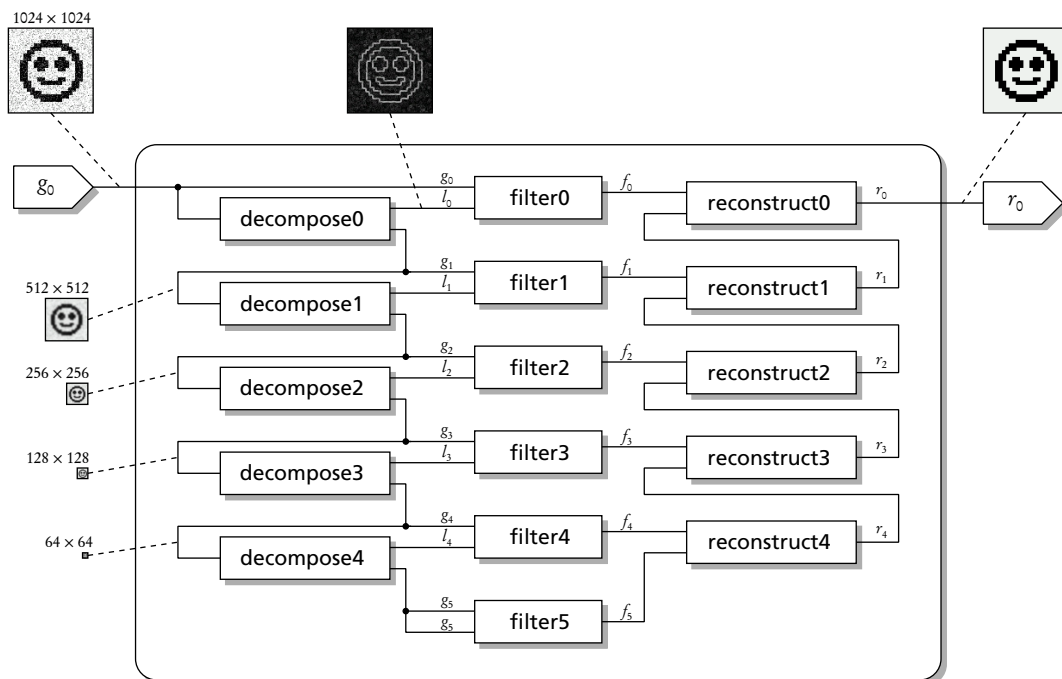 1024 × 1024
g₀
g₀
l₀
decompose0
filter0
f₀
reconstruct0
r₀
r₀
512 × 512
g₁
l₁
decompose1
filter1
f₁
reconstruct1
r₁
256 × 256
g₂
l₂
decompose2
filter2
f₂
reconstruct2
r₂
128 × 128
g₃
l₃
decompose3
filter3
f₃
reconstruct3
r₃
64 × 64
g₄
l₄
decompose4
filter4
f₄
reconstruct4
r₄
g₅
g₅
filter5
f₅